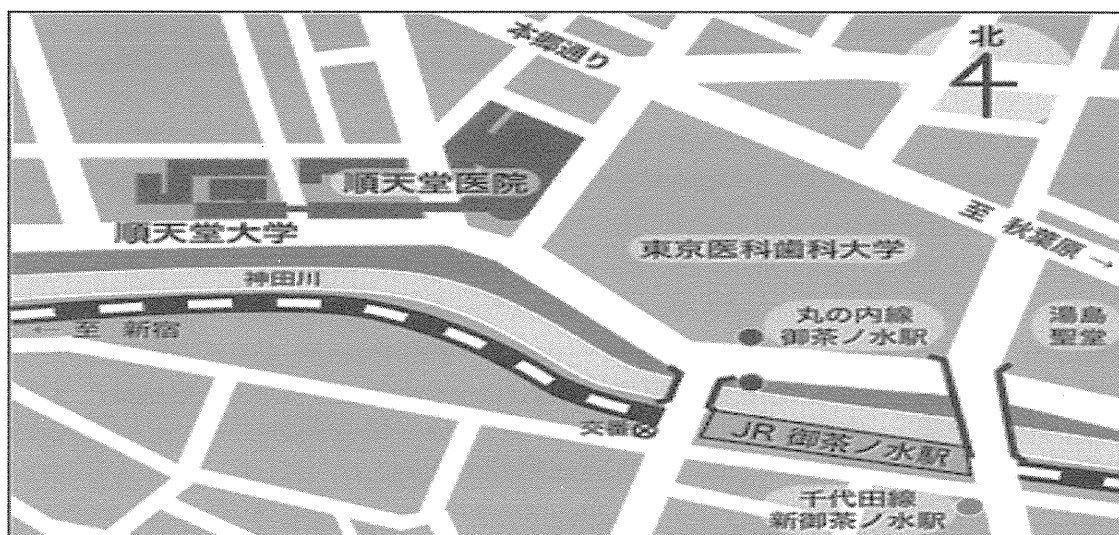 北
本郷通り
順天堂医院
至 秋葉原 →
順天堂大学
東京医科歯科大学
神田川
丸の内線
御茶ノ水駅
湯島
聖堂
← 至 新宿
交番
JR 御茶ノ水駅
千代田線
新御茶ノ水駅